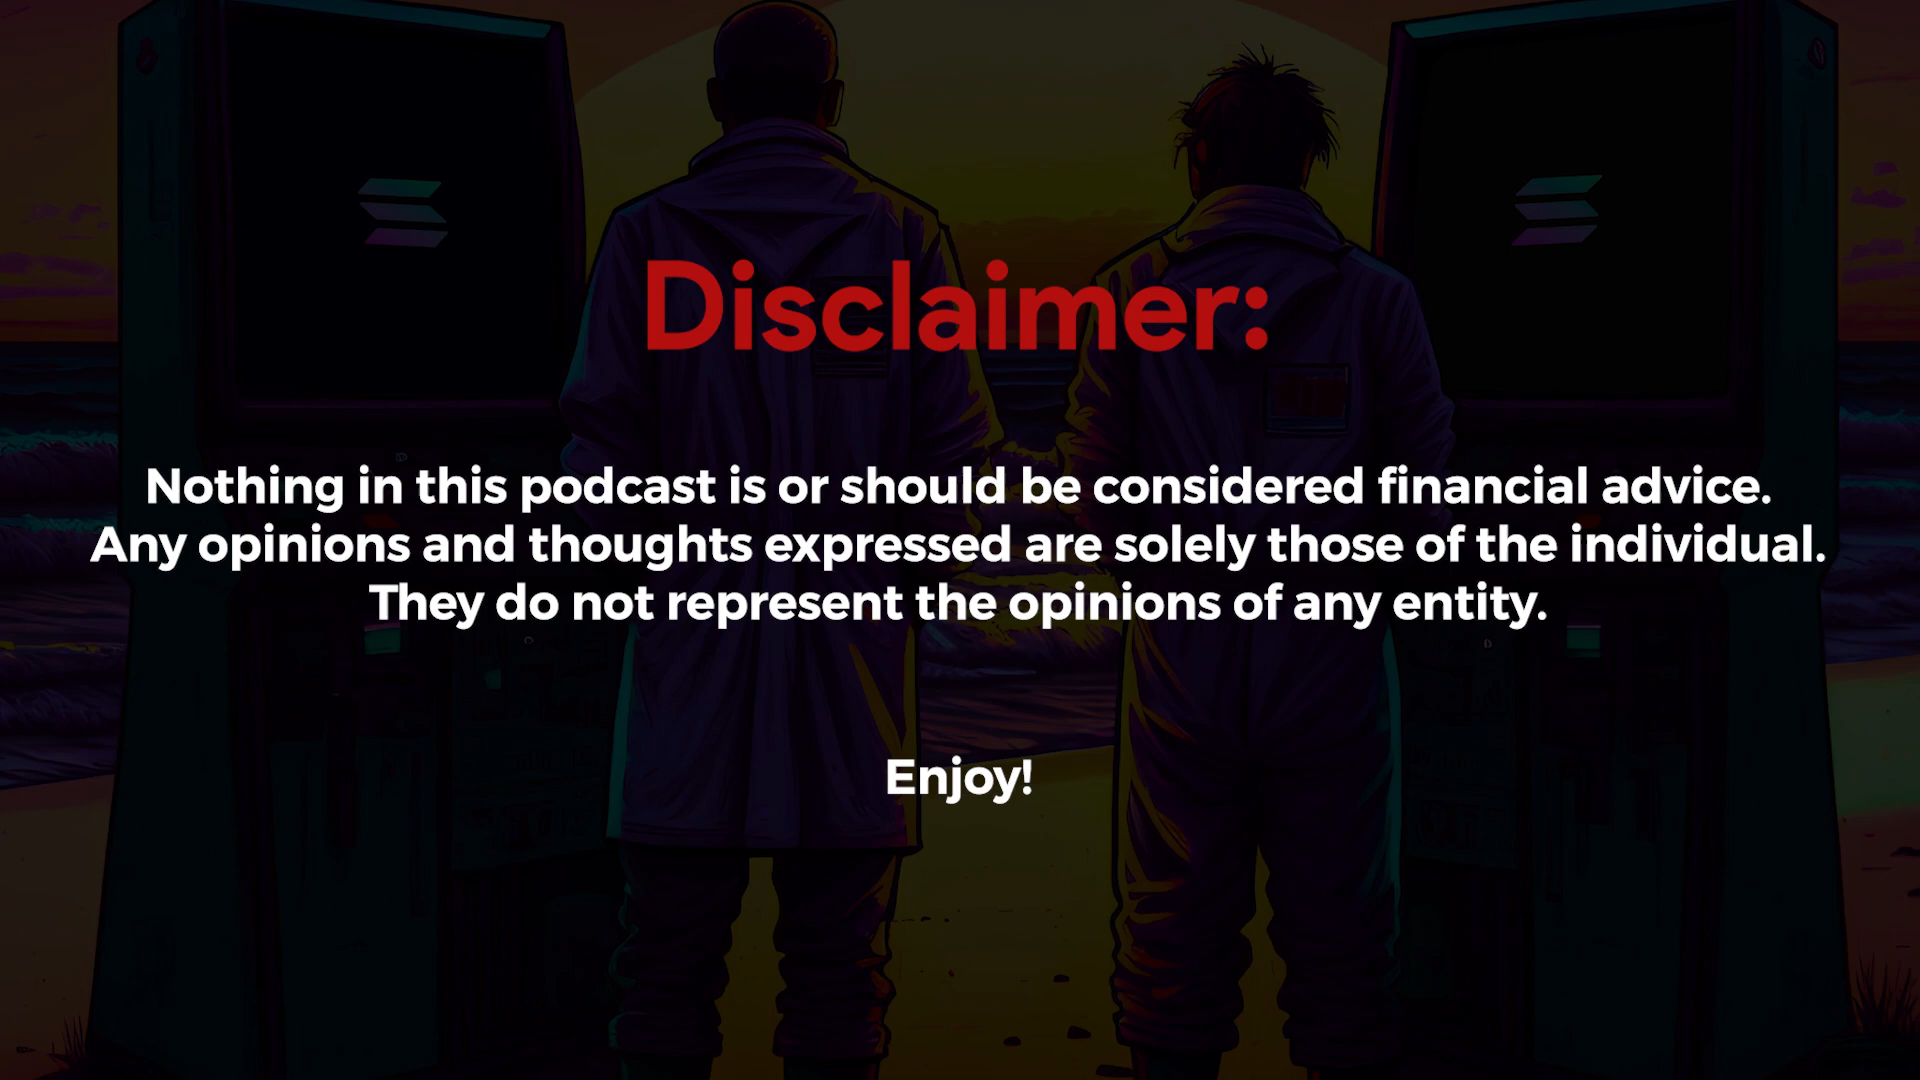 Disclaimer:
Nothing in this podcast is or should be considered financial advice.
Any opinions and thoughts expressed are solely those of the individual.
They do not represent the opinions of any entity.
Enjoy!